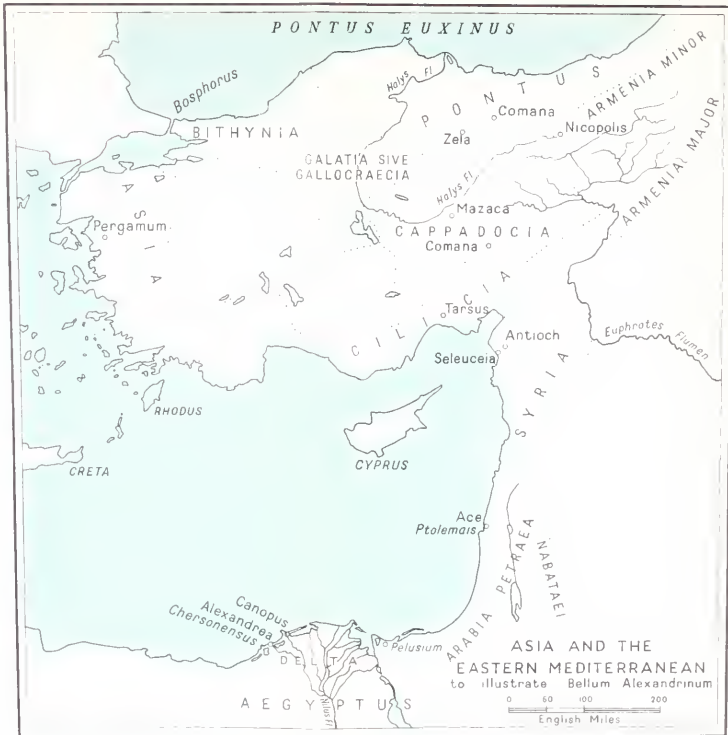 PONTUS EUXINUS
Bosphorus
Halys Fl
PONTUS
ARMENIA MINOR
Comana
BITHYNIA
Zela
Nicopolis
GALATIA SIVE
GALLOCRAECIA
Halys Fl
ARMENIA MAJOR
ASIA
Pergamum
Mazaca
CAPPADOCIA
Comana
CILICIA
Tarsus
Antioch
Seleuceia
Euphrates Flumen
SYRIA
RHODUS
CYPRUS
CRETA
Ace
Ptolemais
ARABIA PETRAEA
NABATAEI
Canopus
Alexandrea
Chersonensus
DELTA
Pelusium
AEGYPTUS
Nilus Fl
ASIA AND THE
EASTERN MEDITERRANEAN
to illustrate Bellum Alexandrinum
0 50 100 200
English Miles